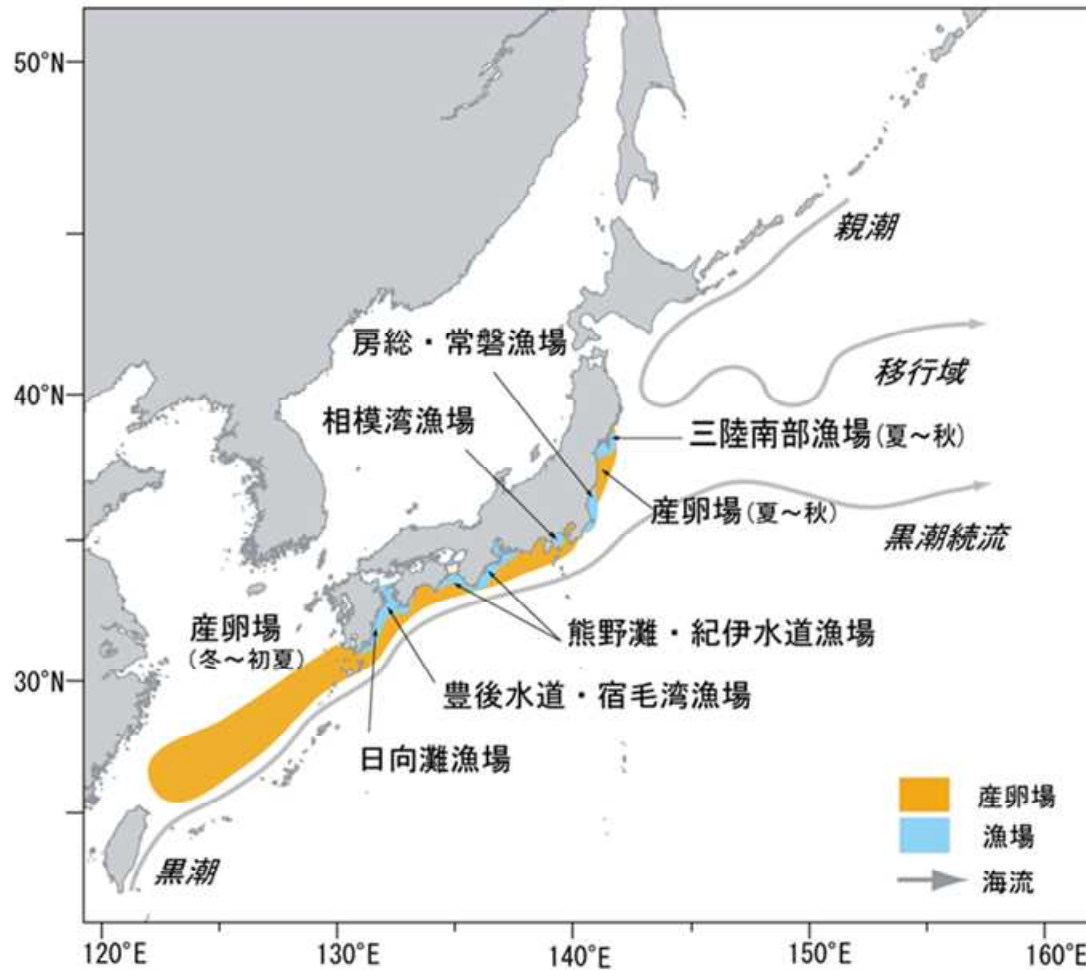 50°N
親潮
房総・常磐漁場
移行域
40°N
相模湾漁場
三陸南部漁場(夏～秋)
産卵場(夏～秋)
黒潮続流
産卵場
(冬～初夏)
熊野灘・紀伊水道漁場
30°N
豊後水道・宿毛湾漁場
日向灘漁場
産卵場
漁場
黒潮
海流
120°E
130°E
140°E
150°E
160°E